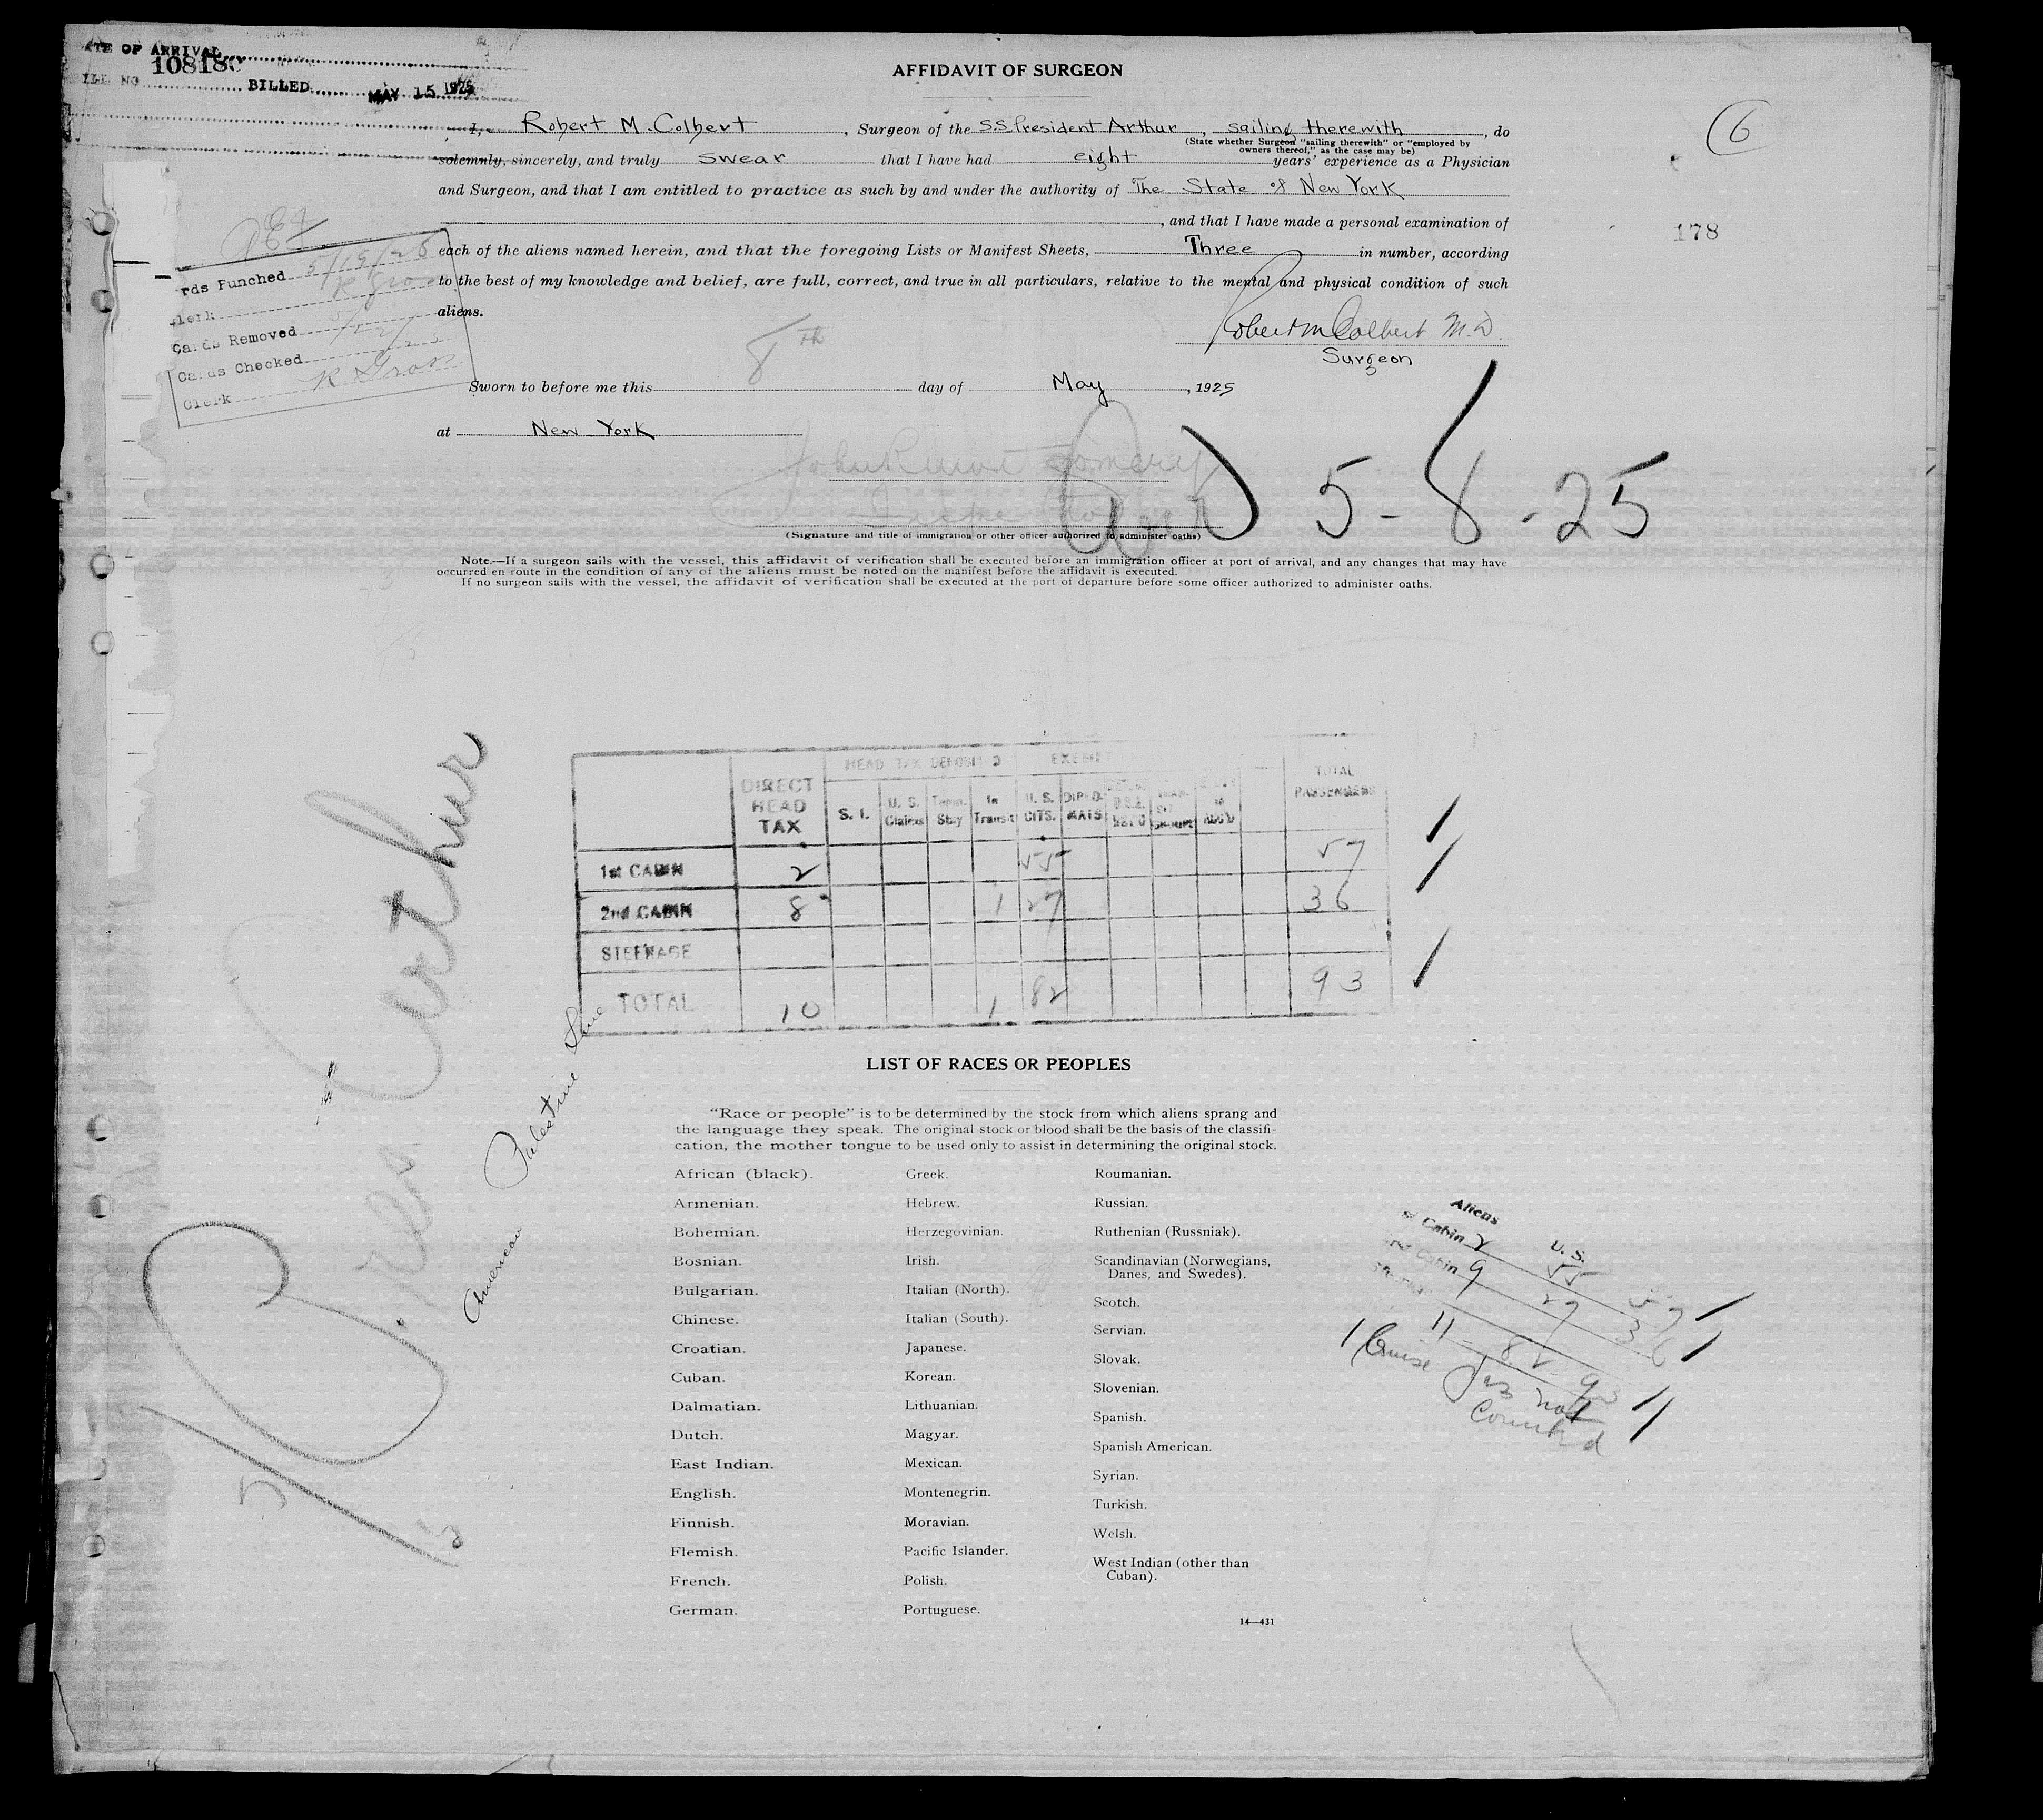 ATE OF ARRIVAL
108180
BILLED MAY 15 1925
AFFIDAVIT OF SURGEON
6
I, Robert M. Colbert, Surgeon of the S.S. President Arthur, sailing therewith, do
(State whether Surgeon "sailing therewith" or "employed by
owners thereof," as the case may be)
solemnly, sincerely, and truly swear that I have had eight years' experience as a Physician
and Surgeon, and that I am entitled to practice as such by and under the authority of The State of New York
, and that I have made a personal examination of
178
each of the aliens named herein, and that the foregoing Lists or Manifest Sheets, Three in number, according
to the best of my knowledge and belief, are full, correct, and true in all particulars, relative to the mental and physical condition of such
aliens.
rds Punched
Clerk
Cards Removed
Cards Checked
Clerk
Robert M Colbert M.D.
Surgeon
Sworn to before me this 8th day of May, 1925
at New York
5-8-25
(Signature and title of immigration or other officer authorized to administer oaths)
Note.—If a surgeon sails with the vessel, this affidavit of verification shall be executed before an immigration officer at port of arrival, and any changes that may have
occurred en route in the condition of any of the aliens must be noted on the manifest before the affidavit is executed.
If no surgeon sails with the vessel, the affidavit of verification shall be executed at the port of departure before some officer authorized to administer oaths.
Pres. Arthur
American Palestine Line
HEAD TAX DEPOSITED EXEMPT
DIRECT HEAD TAX S. I. U. S. Claims Temp. Stay In Transit U. S. CITS. DIPLO-MATS TOTAL PASSENGERS
1st CABIN 2 55 57
2nd CABIN 8 1 27 36
STEERAGE
TOTAL 10 1 82 93
LIST OF RACES OR PEOPLES
"Race or people" is to be determined by the stock from which aliens sprang and
the language they speak. The original stock or blood shall be the basis of the classifi-
cation, the mother tongue to be used only to assist in determining the original stock.
African (black).
Armenian.
Bohemian.
Bosnian.
Bulgarian.
Chinese.
Croatian.
Cuban.
Dalmatian.
Dutch.
East Indian.
English.
Finnish.
Flemish.
French.
German.
Greek.
Hebrew.
Herzegovinian.
Irish.
Italian (North).
Italian (South).
Japanese.
Korean.
Lithuanian.
Magyar.
Mexican.
Montenegrin.
Moravian.
Pacific Islander.
Polish.
Portuguese.
Roumanian.
Russian.
Ruthenian (Russniak).
Scandinavian (Norwegians,
Danes, and Swedes).
Scotch.
Servian.
Slovak.
Slovenian.
Spanish.
Spanish American.
Syrian.
Turkish.
Welsh.
West Indian (other than
Cuban).
14—431
Aliens U. S.
st Cabin 2 55 57
2nd Cabin 9 27 36
Steerage
11 - 82 - 93
1 Cruise Pas not
Counted